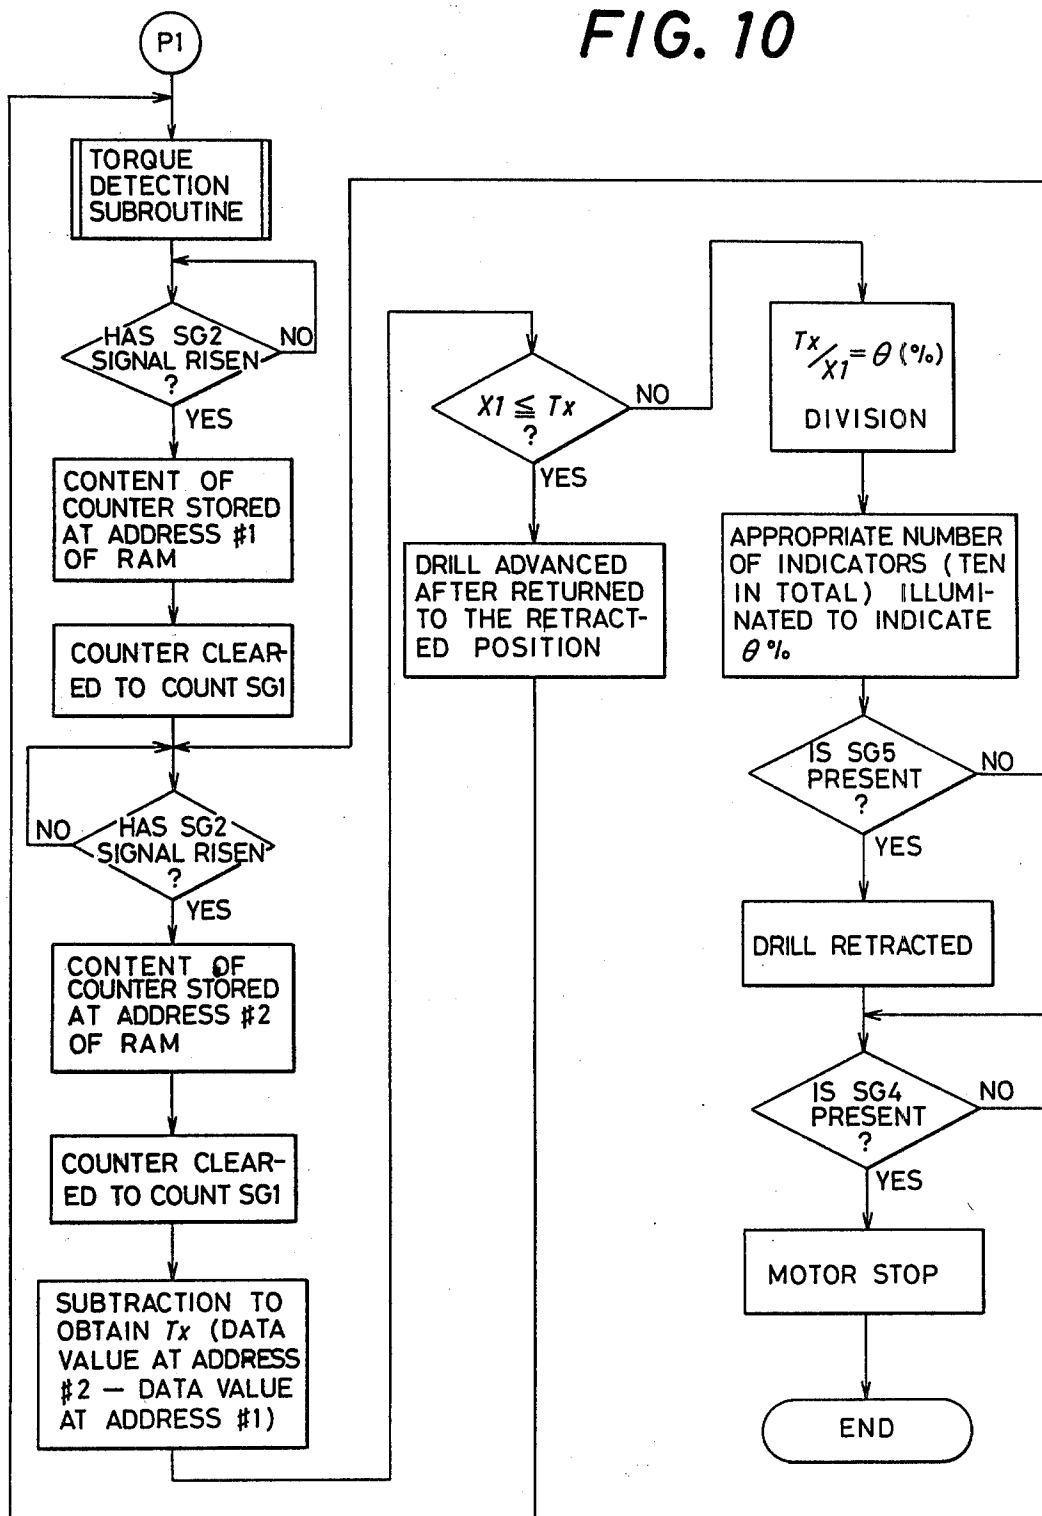 FIG. 10
P1
TORQUE
DETECTION
SUBROUTINE
HAS SG2
SIGNAL RISEN
?
NO
YES
CONTENT OF
COUNTER STORED
AT ADDRESS #1
OF RAM
COUNTER CLEAR-
ED TO COUNT SG1
HAS SG2
SIGNAL RISEN
?
NO
YES
CONTENT OF
COUNTER STORED
AT ADDRESS #2
OF RAM
COUNTER CLEAR-
ED TO COUNT SG1
SUBTRACTION TO
OBTAIN Tx (DATA
VALUE AT ADDRESS
#2 — DATA VALUE
AT ADDRESS #1)
X1 ≦ Tx
?
NO
YES
DRILL ADVANCED
AFTER RETURNED
TO THE RETRACT-
ED POSITION
Tx/X1 = θ (%)
DIVISION
APPROPRIATE NUMBER
OF INDICATORS (TEN
IN TOTAL) ILLUMI-
NATED TO INDICATE
θ %
IS SG5
PRESENT
?
NO
YES
DRILL RETRACTED
IS SG4
PRESENT
?
NO
YES
MOTOR STOP
END